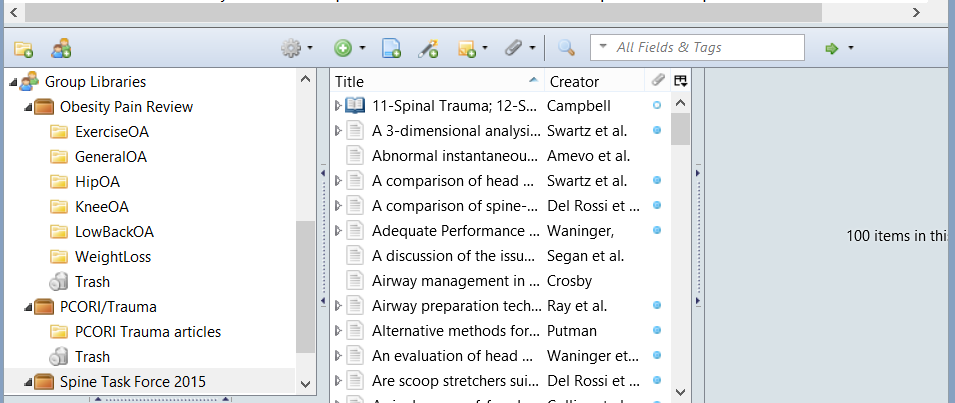 All Fields & Tags
Group Libraries
Obesity Pain Review
ExerciseOA
GeneralOA
HipOA
KneeOA
LowBackOA
WeightLoss
Trash
PCORI/Trauma
PCORI Trauma articles
Trash
Spine Task Force 2015
Title Creator
11-Spinal Trauma; 12-S... Campbell
A 3-dimensional analysi... Swartz et al.
Abnormal instantaneou... Amevo et al.
A comparison of head ... Swartz et al.
A comparison of spine-... Del Rossi et ...
Adequate Performance ... Waninger,
A discussion of the issu... Segan et al.
Airway management in ... Crosby
Airway preparation tech... Ray et al.
Alternative methods for... Putman
An evaluation of head ... Waninger et...
Are scoop stretchers sui... Del Rossi et ...
100 items in this